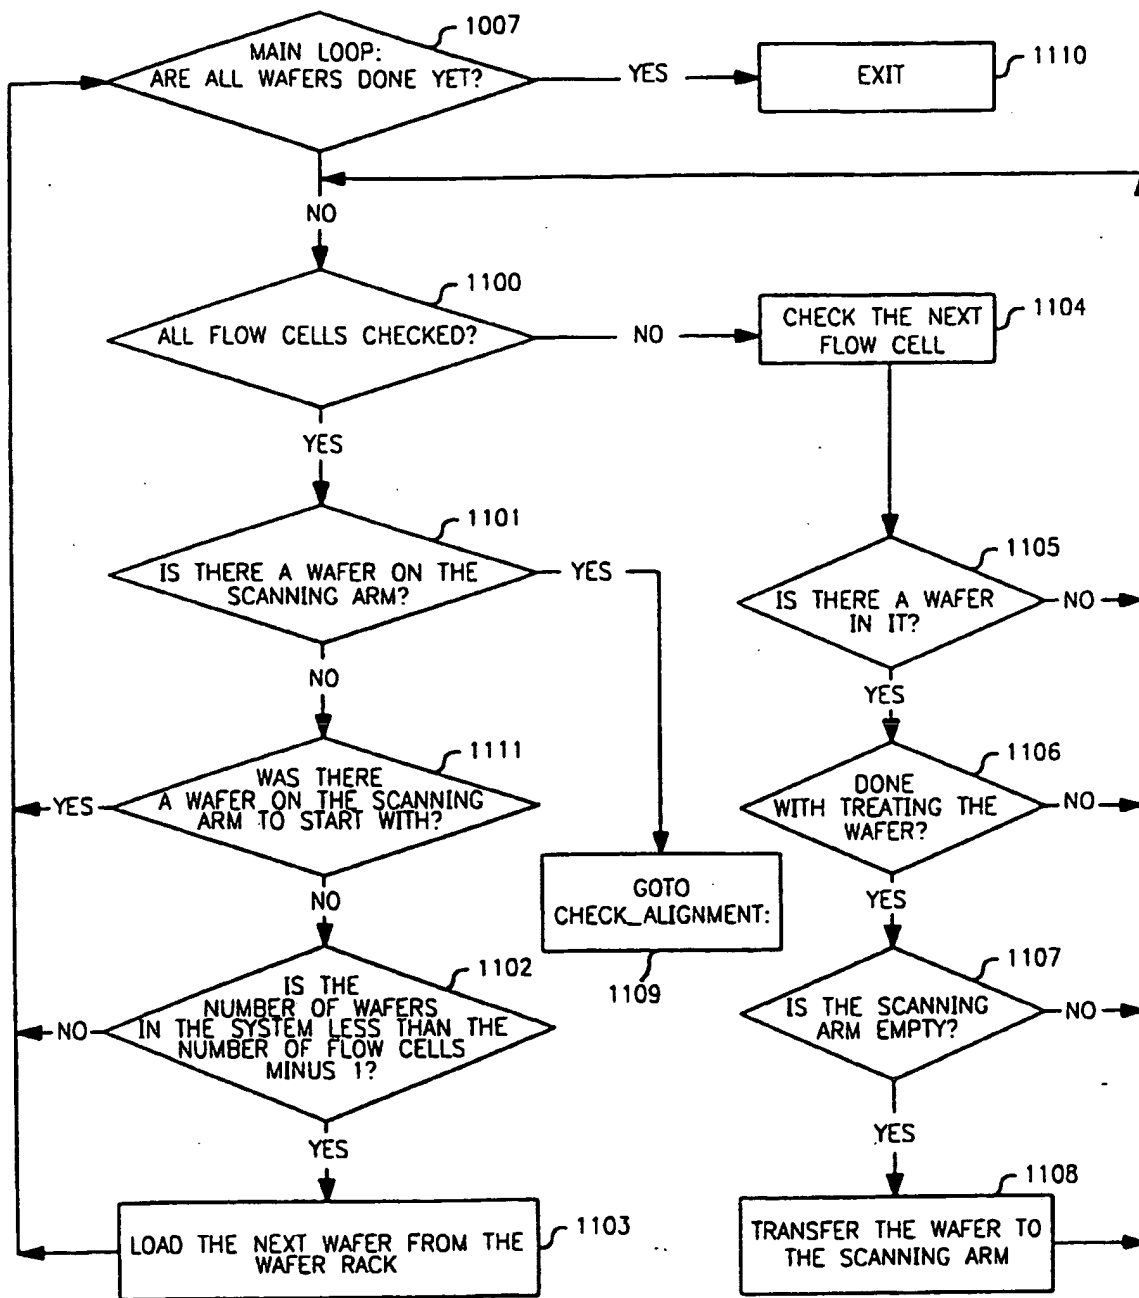 1007
MAIN LOOP:
ARE ALL WAFERS DONE YET?
YES
EXIT
1110
NO
1100
ALL FLOW CELLS CHECKED?
NO
CHECK THE NEXT
FLOW CELL
1104
YES
1101
IS THERE A WAFER ON THE
SCANNING ARM?
YES
1105
IS THERE A WAFER
IN IT?
NO
NO
YES
1111
WAS THERE
A WAFER ON THE SCANNING
ARM TO START WITH?
YES
1106
DONE
WITH TREATING THE
WAFER?
NO
GOTO
CHECK_ALIGNMENT:
1109
NO
YES
1102
IS THE
NUMBER OF WAFERS
IN THE SYSTEM LESS THAN THE
NUMBER OF FLOW CELLS
MINUS 1?
NO
1107
IS THE SCANNING
ARM EMPTY?
NO
YES
YES
1103
LOAD THE NEXT WAFER FROM THE
WAFER RACK
1108
TRANSFER THE WAFER TO
THE SCANNING ARM